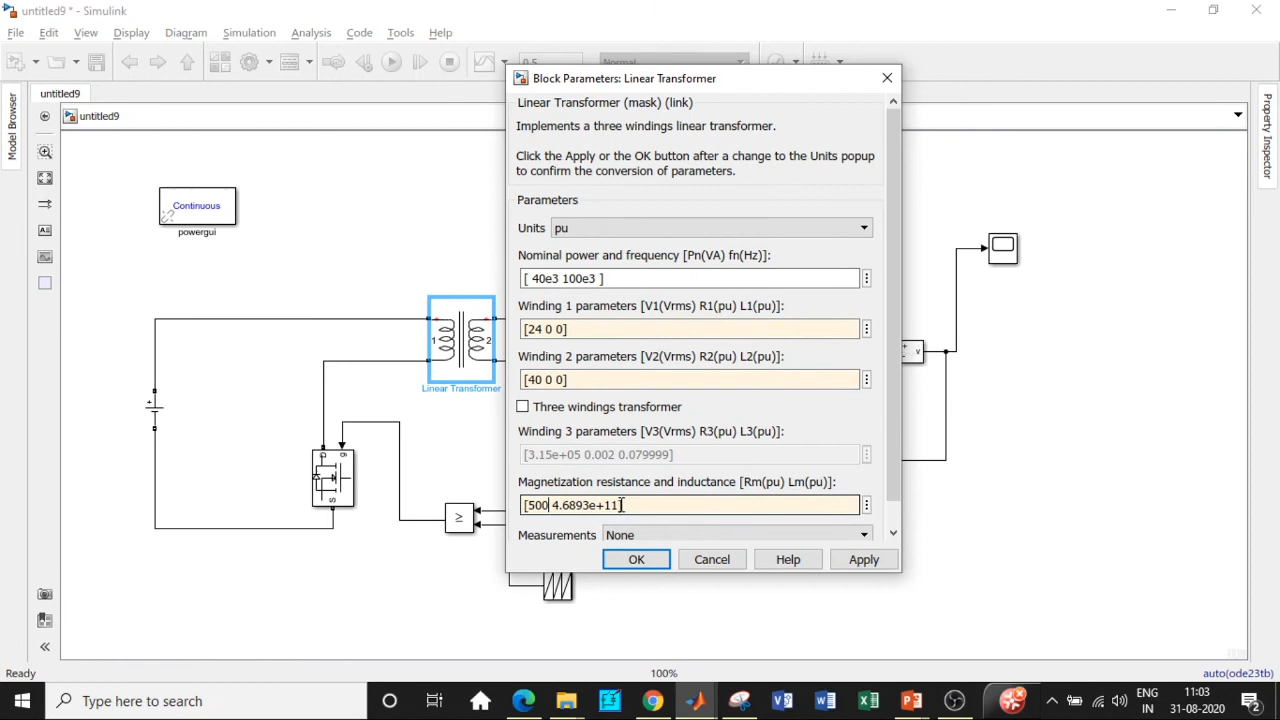 untitled9 * - Simulink
File Edit View Display Diagram Simulation Analysis Code Tools Help
0.5 Normal
untitled9
untitled9
Model Browser
Property Inspector
Continuous
powergui
1 2
Linear Transformer
g
D
S
≥
+
-
v
Block Parameters: Linear Transformer
Linear Transformer (mask) (link)
Implements a three windings linear transformer.
Click the Apply or the OK button after a change to the Units popup
to confirm the conversion of parameters.
Parameters
Units pu
Nominal power and frequency [Pn(VA) fn(Hz)]:
[ 40e3 100e3 ]
Winding 1 parameters [V1(Vrms) R1(pu) L1(pu)]:
[24 0 0]
Winding 2 parameters [V2(Vrms) R2(pu) L2(pu)]:
[40 0 0]
Three windings transformer
Winding 3 parameters [V3(Vrms) R3(pu) L3(pu)]:
[3.15e+05 0.002 0.079999]
Magnetization resistance and inductance [Rm(pu) Lm(pu)]:
[500 4.6893e+11]
Measurements None
OK Cancel Help Apply
Ready 100% auto(ode23tb)
Type here to search
ENG
IN
11:03
31-08-2020
2